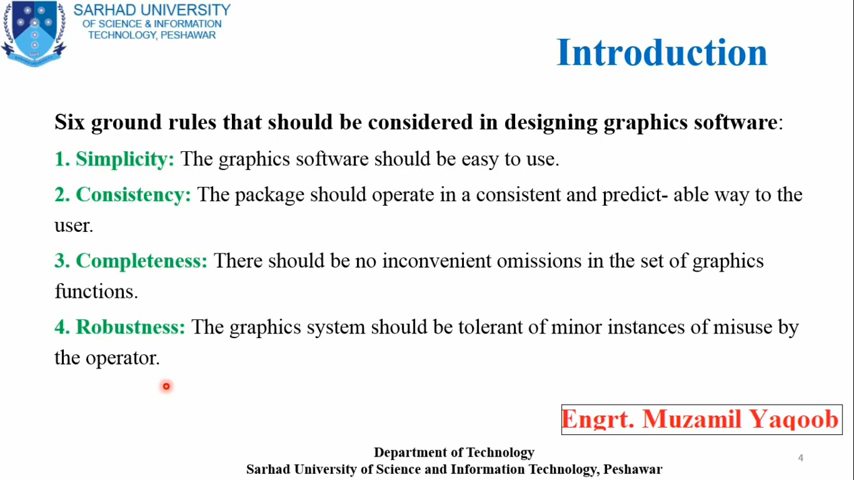 SARHAD UNIVERSITY
OF SCIENCE & INFORMATION
TECHNOLOGY, PESHAWAR
Introduction
Six ground rules that should be considered in designing graphics software:
1. Simplicity: The graphics software should be easy to use.
2. Consistency: The package should operate in a consistent and predict- able way to the
user.
3. Completeness: There should be no inconvenient omissions in the set of graphics
functions.
4. Robustness: The graphics system should be tolerant of minor instances of misuse by
the operator.
Engrt. Muzamil Yaqoob
Department of Technology
Sarhad University of Science and Information Technology, Peshawar
4